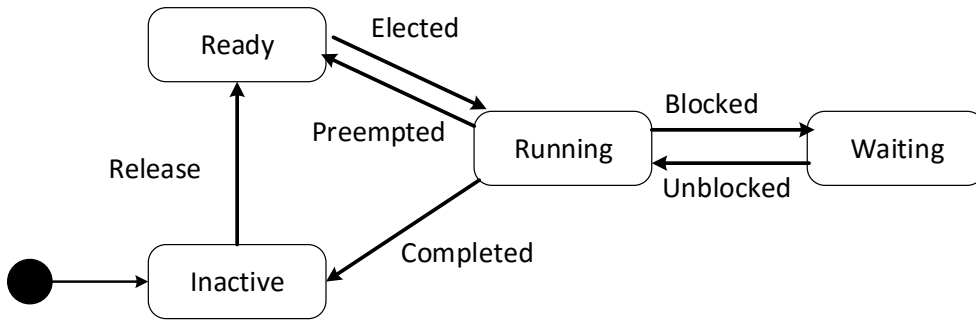 Ready
Elected
Preempted
Blocked
Running
Waiting
Unblocked
Release
Completed
Inactive